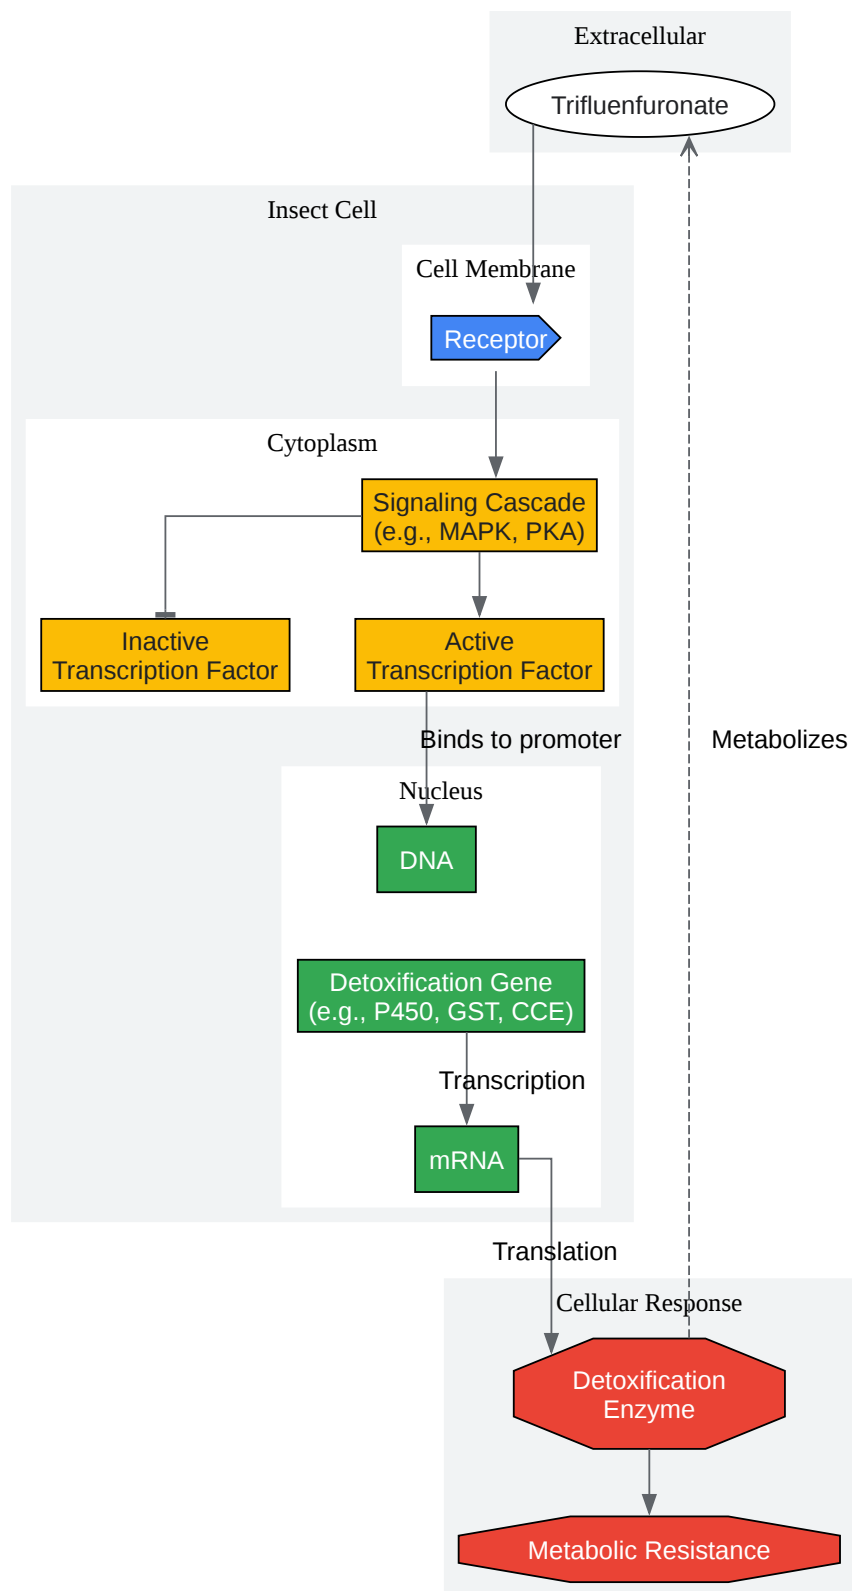 Extracellular
Trifluenfuronate
Insect Cell
Cell Membrane
Receptor
Cytoplasm
Signaling Cascade
(e.g., MAPK, PKA)
Inactive
Transcription Factor
Active
Transcription Factor
Binds to promoter
Metabolizes
Nucleus
DNA
Detoxification Gene
(e.g., P450, GST, CCE)
Transcription
mRNA
Translation
Cellular Response
Detoxification
Enzyme
Metabolic Resistance